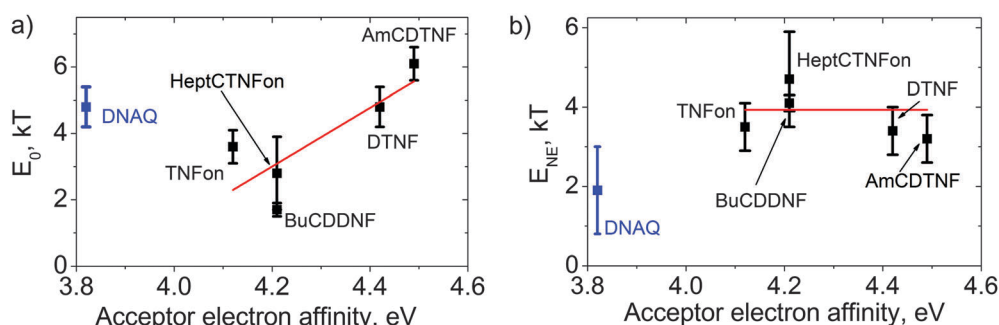 a)
E₀, kT
6
4
2
0
AmCDTNF
HeptCTNFon
DNAQ
DTNF
TNFon
BuCDDNF
3.8 4.0 4.2 4.4 4.6
Acceptor electron affinity, eV
b)
E_NE, kT
6
4
2
0
HeptCTNFon
DTNF
TNFon
BuCDDNF
AmCDTNF
DNAQ
3.8 4.0 4.2 4.4 4.6
Acceptor electron affinity, eV